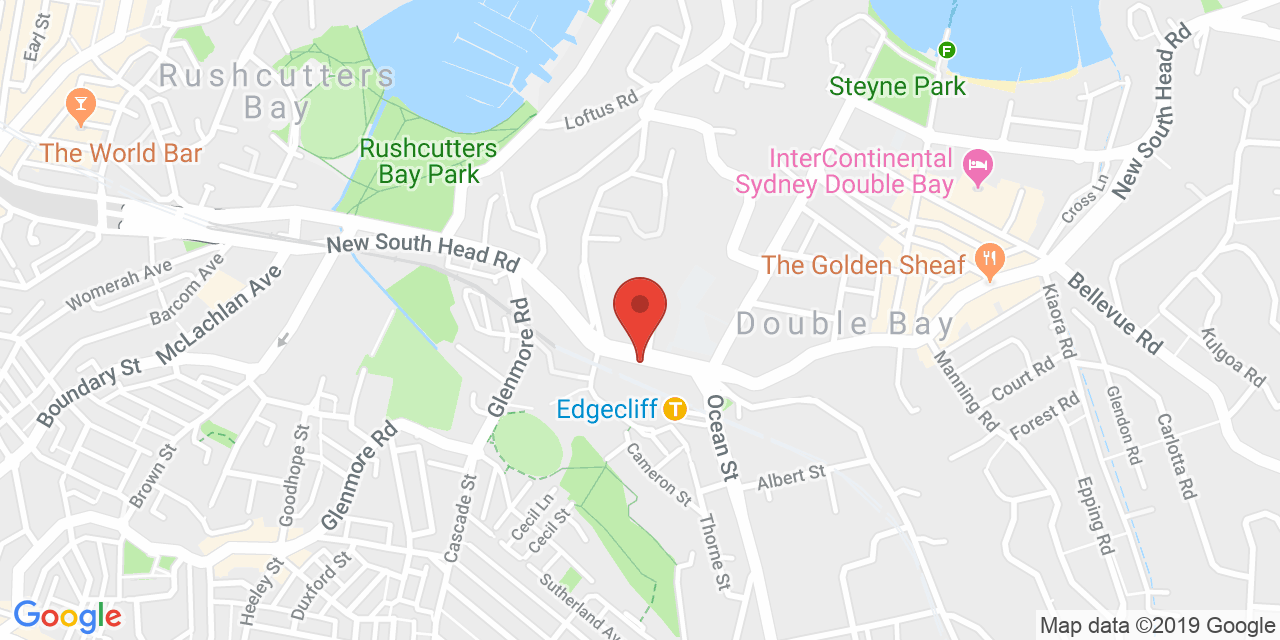 Earl St
Rushcutters
Bay
The World Bar
Rushcutters
Bay Park
Loftus Rd
Steyne Park
F
New South Head Rd
InterContinental
Sydney Double Bay
Cross Ln
New South Head Rd
The Golden Sheaf
Womerah Ave
Barcom Ave
McLachlan Ave
Boundary St
Glenmore Rd
Double Bay
Kiaora Rd
Bellevue Rd
Kulgoa Rd
Manning Rd
Court Rd
Forest Rd
Glendon Rd
Carlotta Rd
Epping Rd
Edgecliff
T
Ocean St
Albert St
Cameron St
Thorne St
Brown St
Goodhope St
Glenmore Rd
Cascade St
Cecil Ln
Cecil St
Heeley St
Duxford St
Sutherland Av
Google
Map data ©2019 Google